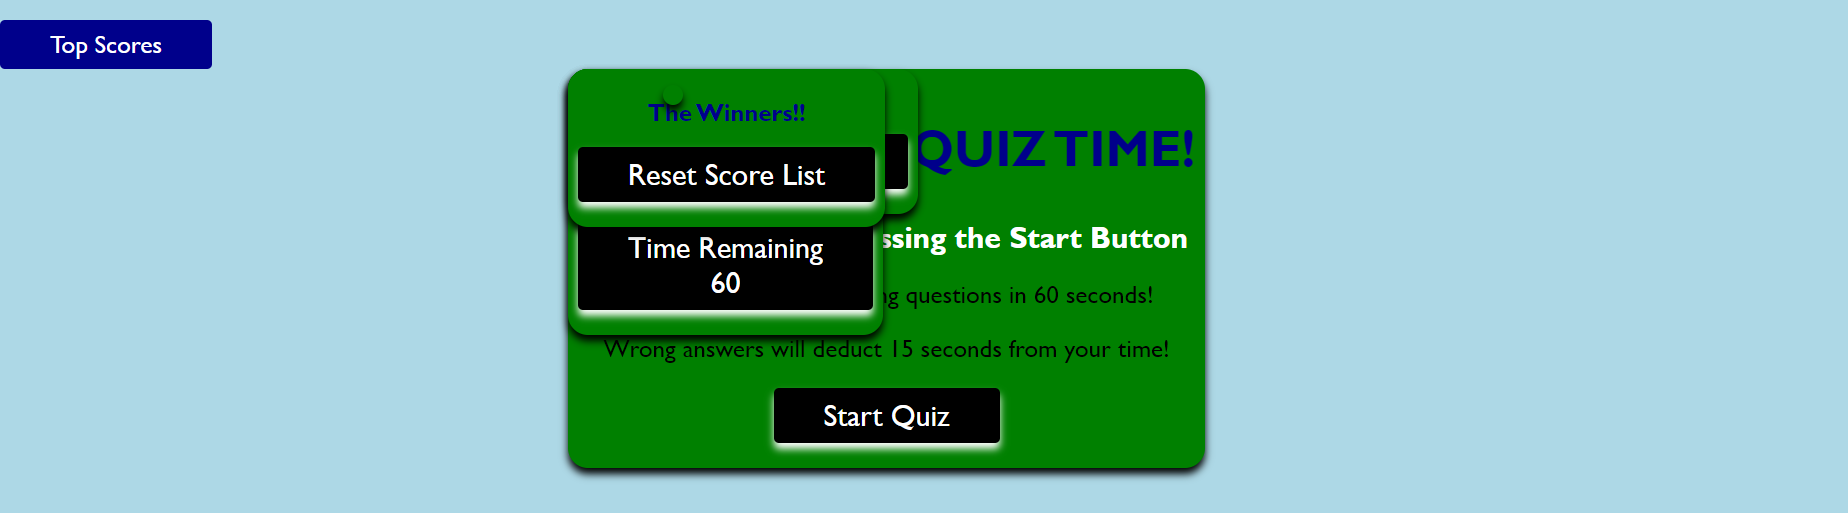 Top Scores
The Winners!!
QUIZ TIME!
Reset Score List
ssing the Start Button
Time Remaining
60
questions in 60 seconds!
Wrong answers will deduct 15 seconds from your time!
Start Quiz